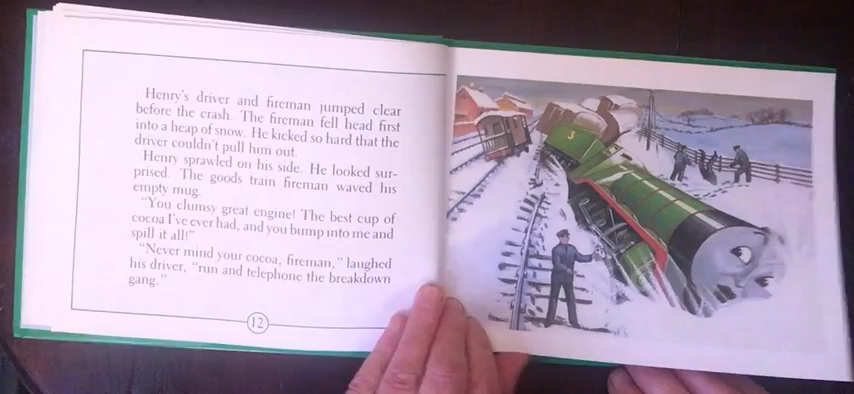 Henry's driver and fireman jumped clear
before the crash. The fireman fell head first
into a heap of snow. He kicked so hard that the
driver couldn't pull him out.
Henry sprawled on his side. He looked sur-
prised. The goods train fireman waved his
empty mug.
"You clumsy great engine! The best cup of
cocoa I've ever had, and you bump into me and
spill it all!"
"Never mind your cocoa, fireman," laughed
his driver, "run and telephone the breakdown
gang."
12
3